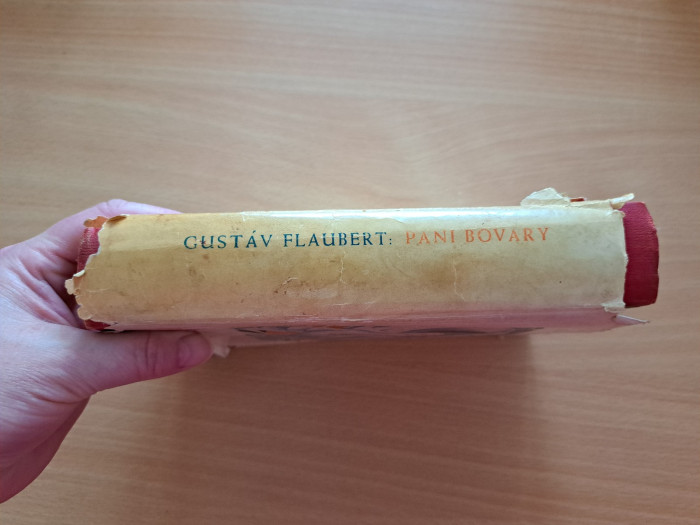 GUSTÁV FLAUBERT: PANI BOVARY